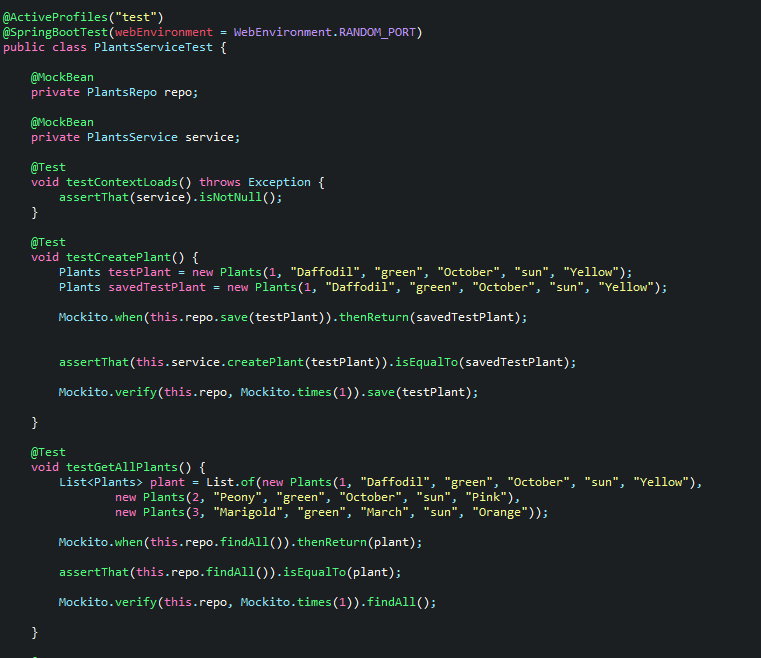 @ActiveProfiles("test")
@SpringBootTest(webEnvironment = WebEnvironment.RANDOM_PORT)
public class PlantsServiceTest {
@MockBean
private PlantsRepo repo;
@MockBean
private PlantsService service;
@Test
void testContextLoads() throws Exception {
assertThat(service).isNotNull();
}
@Test
void testCreatePlant() {
Plants testPlant = new Plants(1, "Daffodil", "green", "October", "sun", "Yellow");
Plants savedTestPlant = new Plants(1, "Daffodil", "green", "October", "sun", "Yellow");
Mockito.when(this.repo.save(testPlant)).thenReturn(savedTestPlant);
assertThat(this.service.createPlant(testPlant)).isEqualTo(savedTestPlant);
Mockito.verify(this.repo, Mockito.times(1)).save(testPlant);
}
@Test
void testGetAllPlants() {
List<Plants> plant = List.of(new Plants(1, "Daffodil", "green", "October", "sun", "Yellow"),
new Plants(2, "Peony", "green", "October", "sun", "Pink"),
new Plants(3, "Marigold", "green", "March", "sun", "Orange"));
Mockito.when(this.repo.findAll()).thenReturn(plant);
assertThat(this.repo.findAll()).isEqualTo(plant);
Mockito.verify(this.repo, Mockito.times(1)).findAll();
}